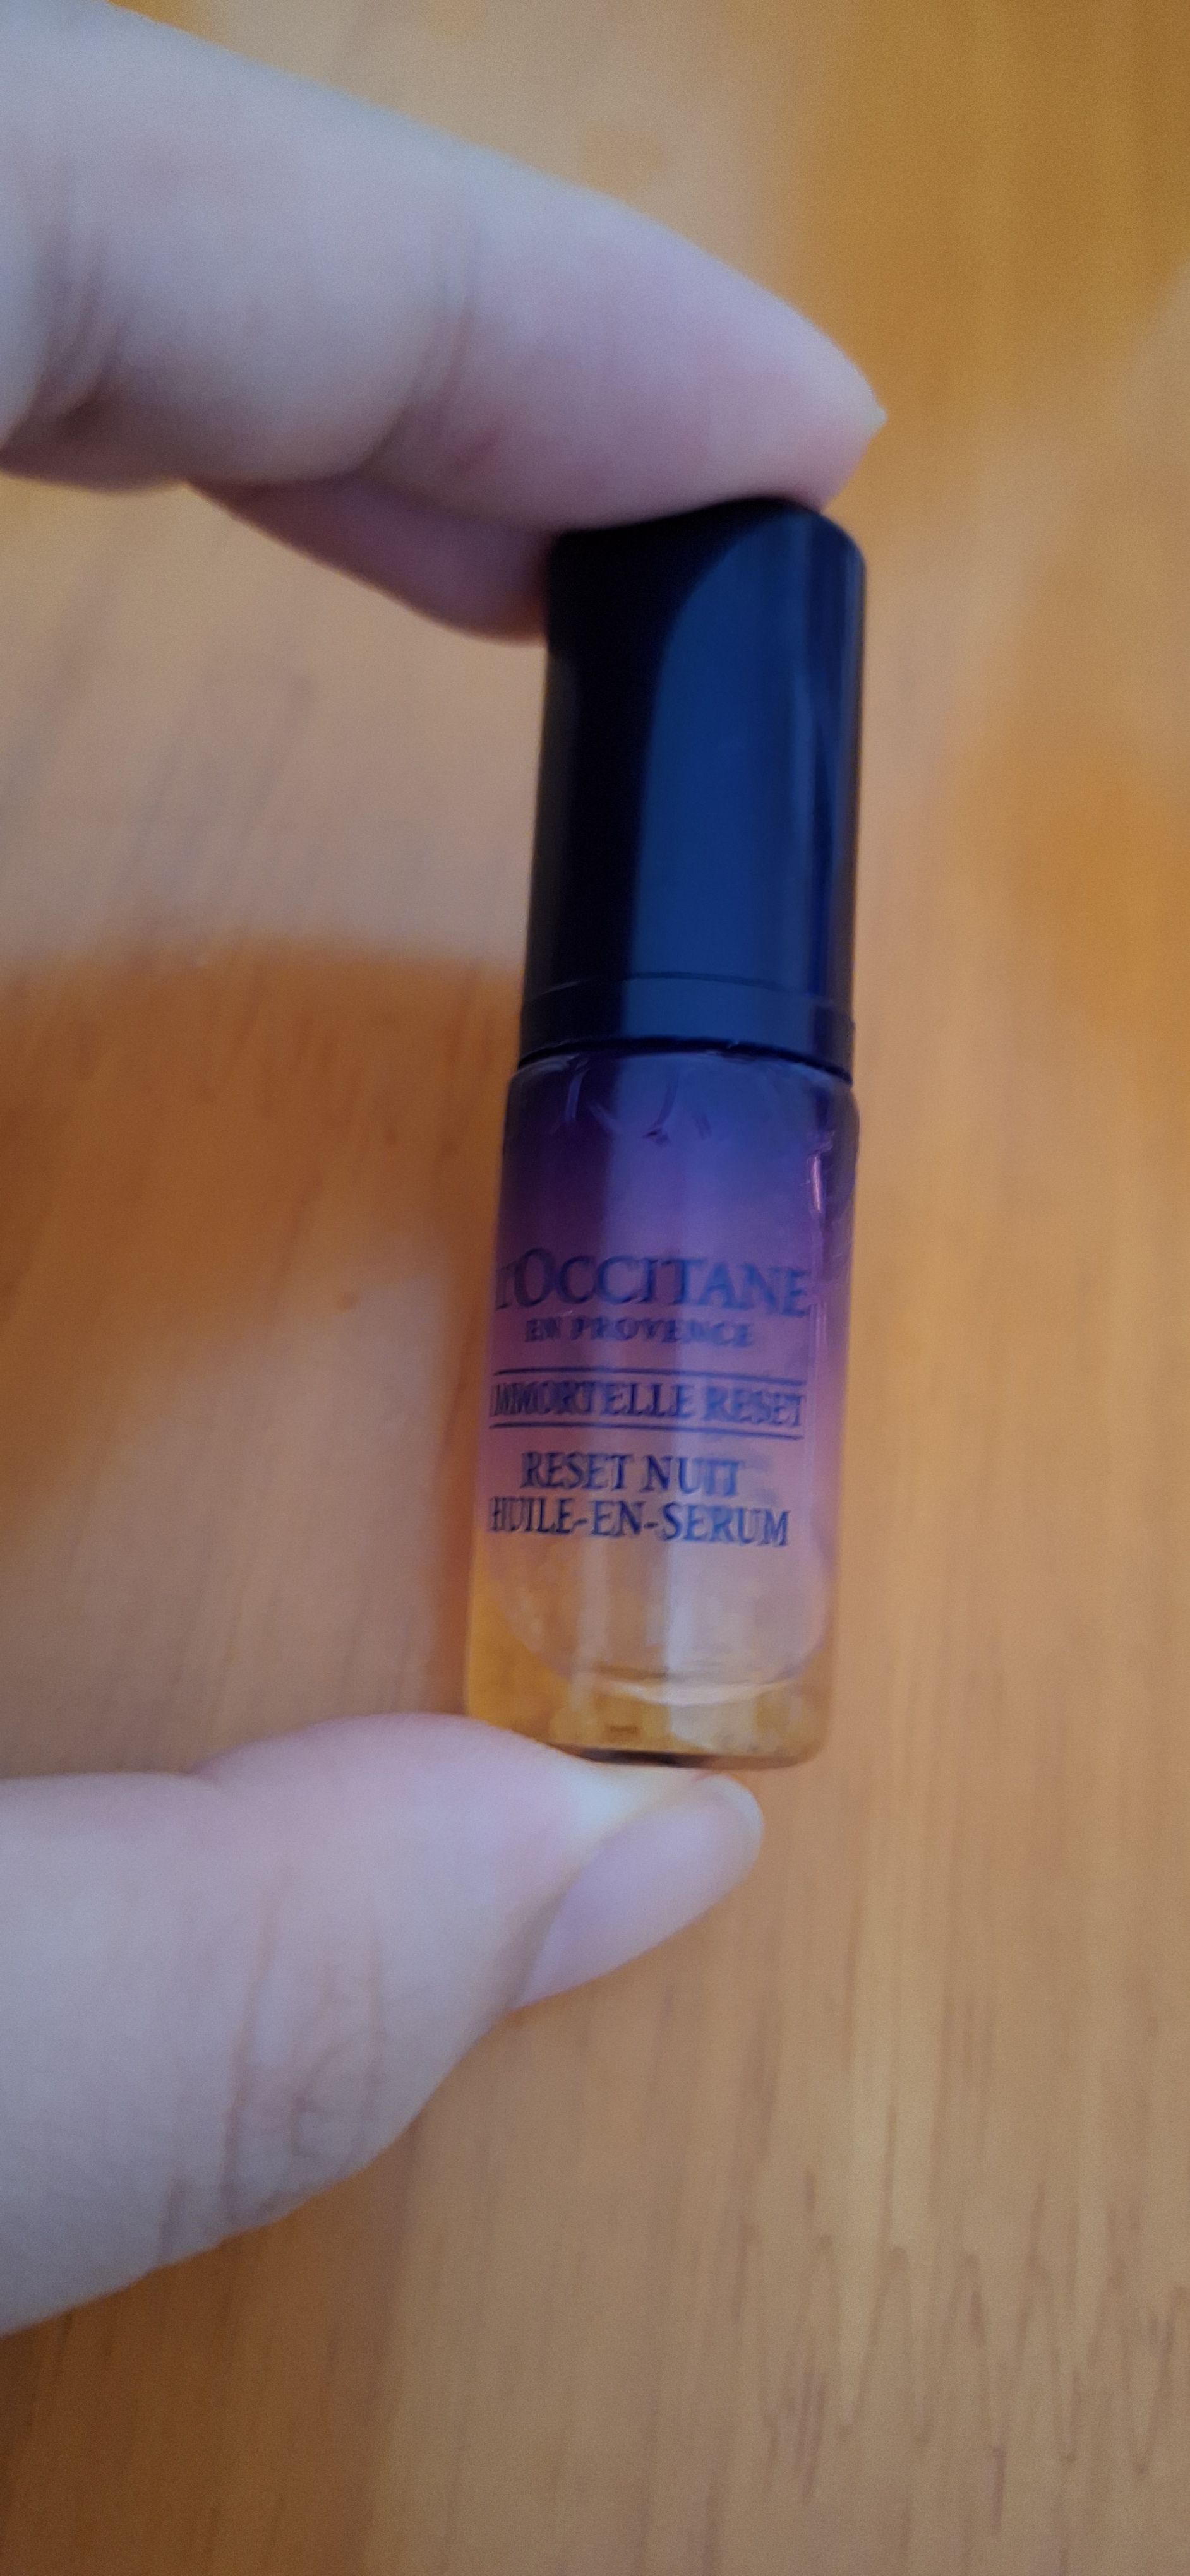 L'OCCITANE
EN PROVENCE
IMMORTELLE RESET
RESET NUIT
HUILE-EN-SERUM